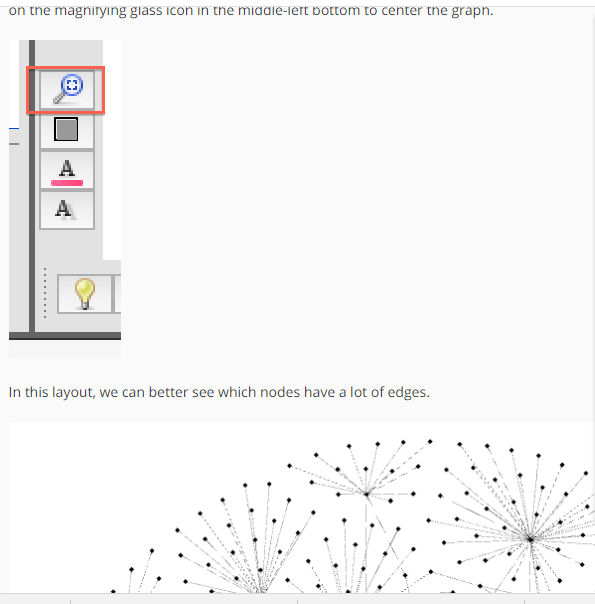 on the magnifying glass icon in the middle-left bottom to center the graph.
A
A
In this layout, we can better see which nodes have a lot of edges.